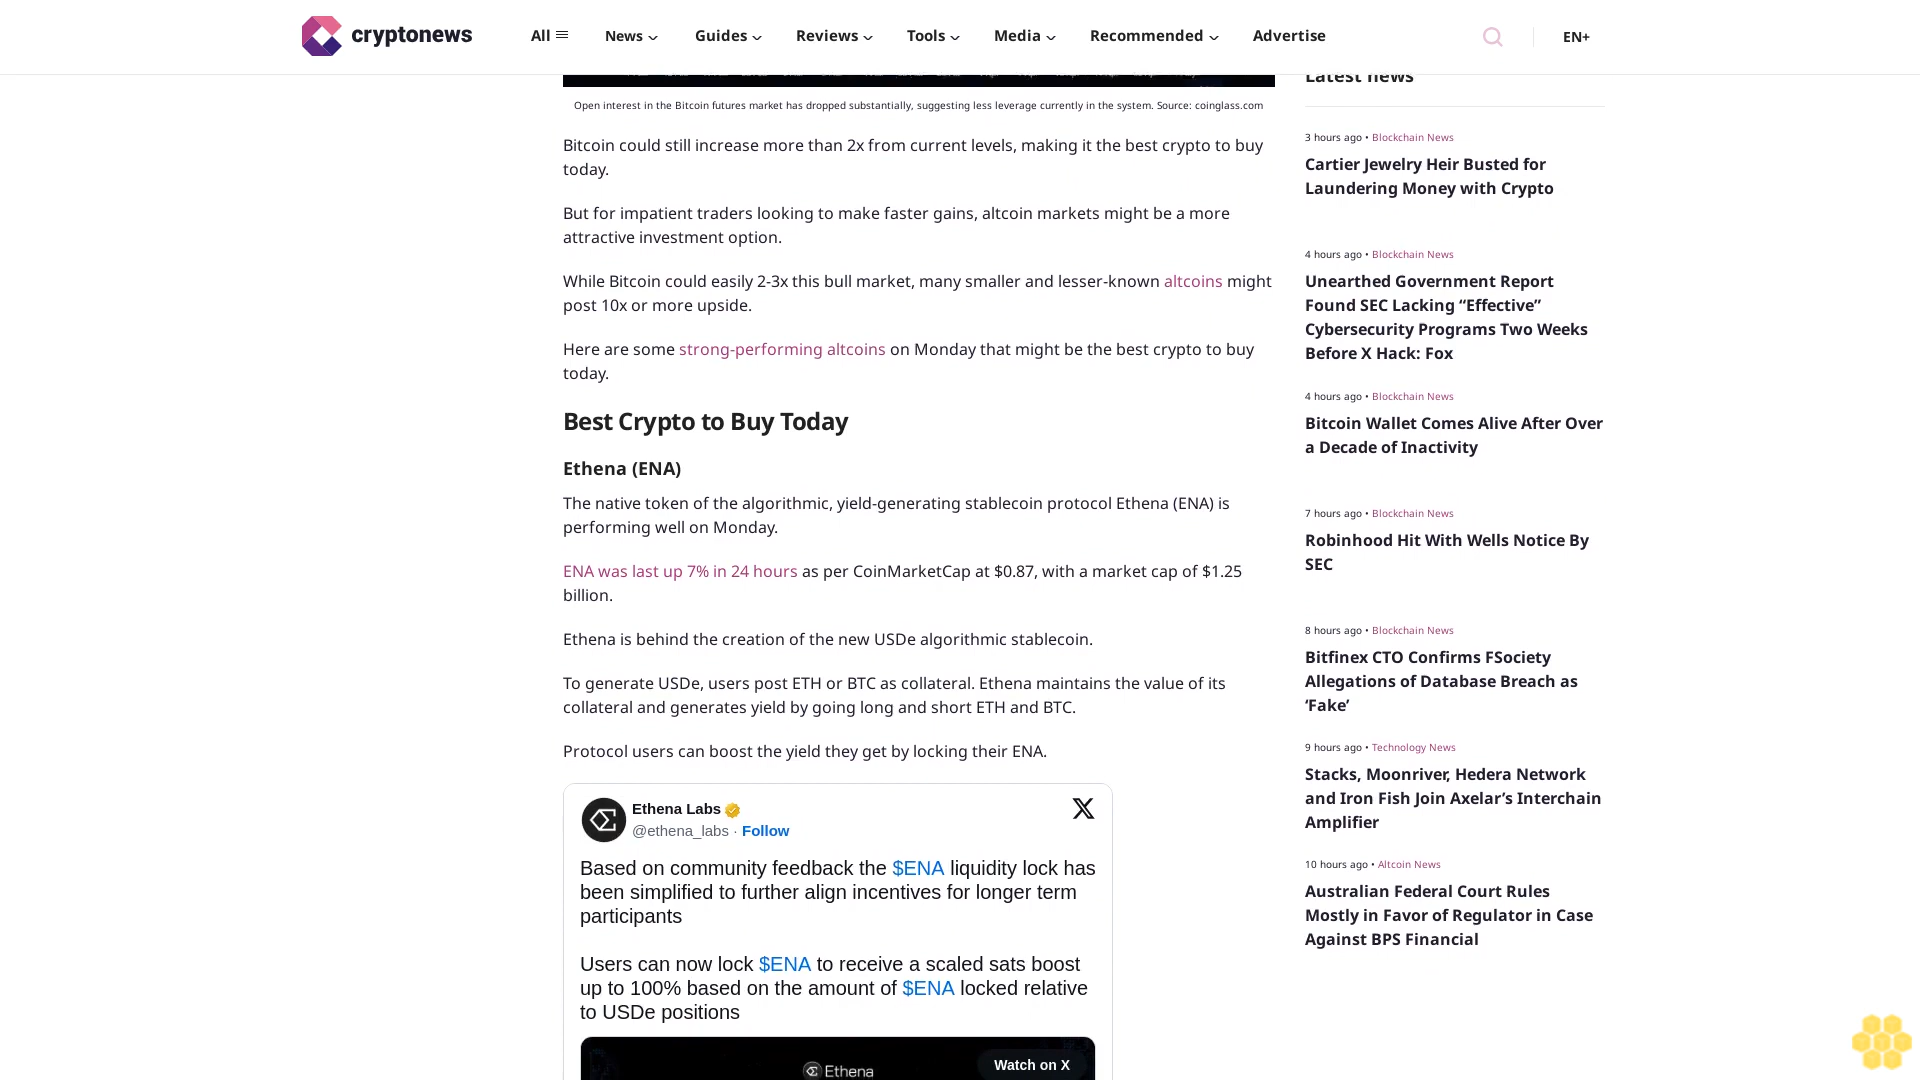 cryptonews
All
News
Guides
Reviews
Tools
Media
Recommended
Advertise
EN+
Open interest in the Bitcoin futures market has dropped substantially, suggesting less leverage currently in the system. Source: coinglass.com
Bitcoin could still increase more than 2x from current levels, making it the best crypto to buy
today.
But for impatient traders looking to make faster gains, altcoin markets might be a more
attractive investment option.
While Bitcoin could easily 2-3x this bull market, many smaller and lesser-known altcoins might
post 10x or more upside.
Here are some strong-performing altcoins on Monday that might be the best crypto to buy
today.
Best Crypto to Buy Today
Ethena (ENA)
The native token of the algorithmic, yield-generating stablecoin protocol Ethena (ENA) is
performing well on Monday.
ENA was last up 7% in 24 hours as per CoinMarketCap at $0.87, with a market cap of $1.25
billion.
Ethena is behind the creation of the new USDe algorithmic stablecoin.
To generate USDe, users post ETH or BTC as collateral. Ethena maintains the value of its
collateral and generates yield by going long and short ETH and BTC.
Protocol users can boost the yield they get by locking their ENA.
Ethena Labs
@ethena_labs · Follow
Based on community feedback the $ENA liquidity lock has
been simplified to further align incentives for longer term
participants
Users can now lock $ENA to receive a scaled sats boost
up to 100% based on the amount of $ENA locked relative
to USDe positions
Ethena
Watch on X
Latest news
3 hours ago • Blockchain News
Cartier Jewelry Heir Busted for
Laundering Money with Crypto
4 hours ago • Blockchain News
Unearthed Government Report
Found SEC Lacking “Effective”
Cybersecurity Programs Two Weeks
Before X Hack: Fox
4 hours ago • Blockchain News
Bitcoin Wallet Comes Alive After Over
a Decade of Inactivity
7 hours ago • Blockchain News
Robinhood Hit With Wells Notice By
SEC
8 hours ago • Blockchain News
Bitfinex CTO Confirms FSociety
Allegations of Database Breach as
‘Fake’
9 hours ago • Technology News
Stacks, Moonriver, Hedera Network
and Iron Fish Join Axelar’s Interchain
Amplifier
10 hours ago • Altcoin News
Australian Federal Court Rules
Mostly in Favor of Regulator in Case
Against BPS Financial